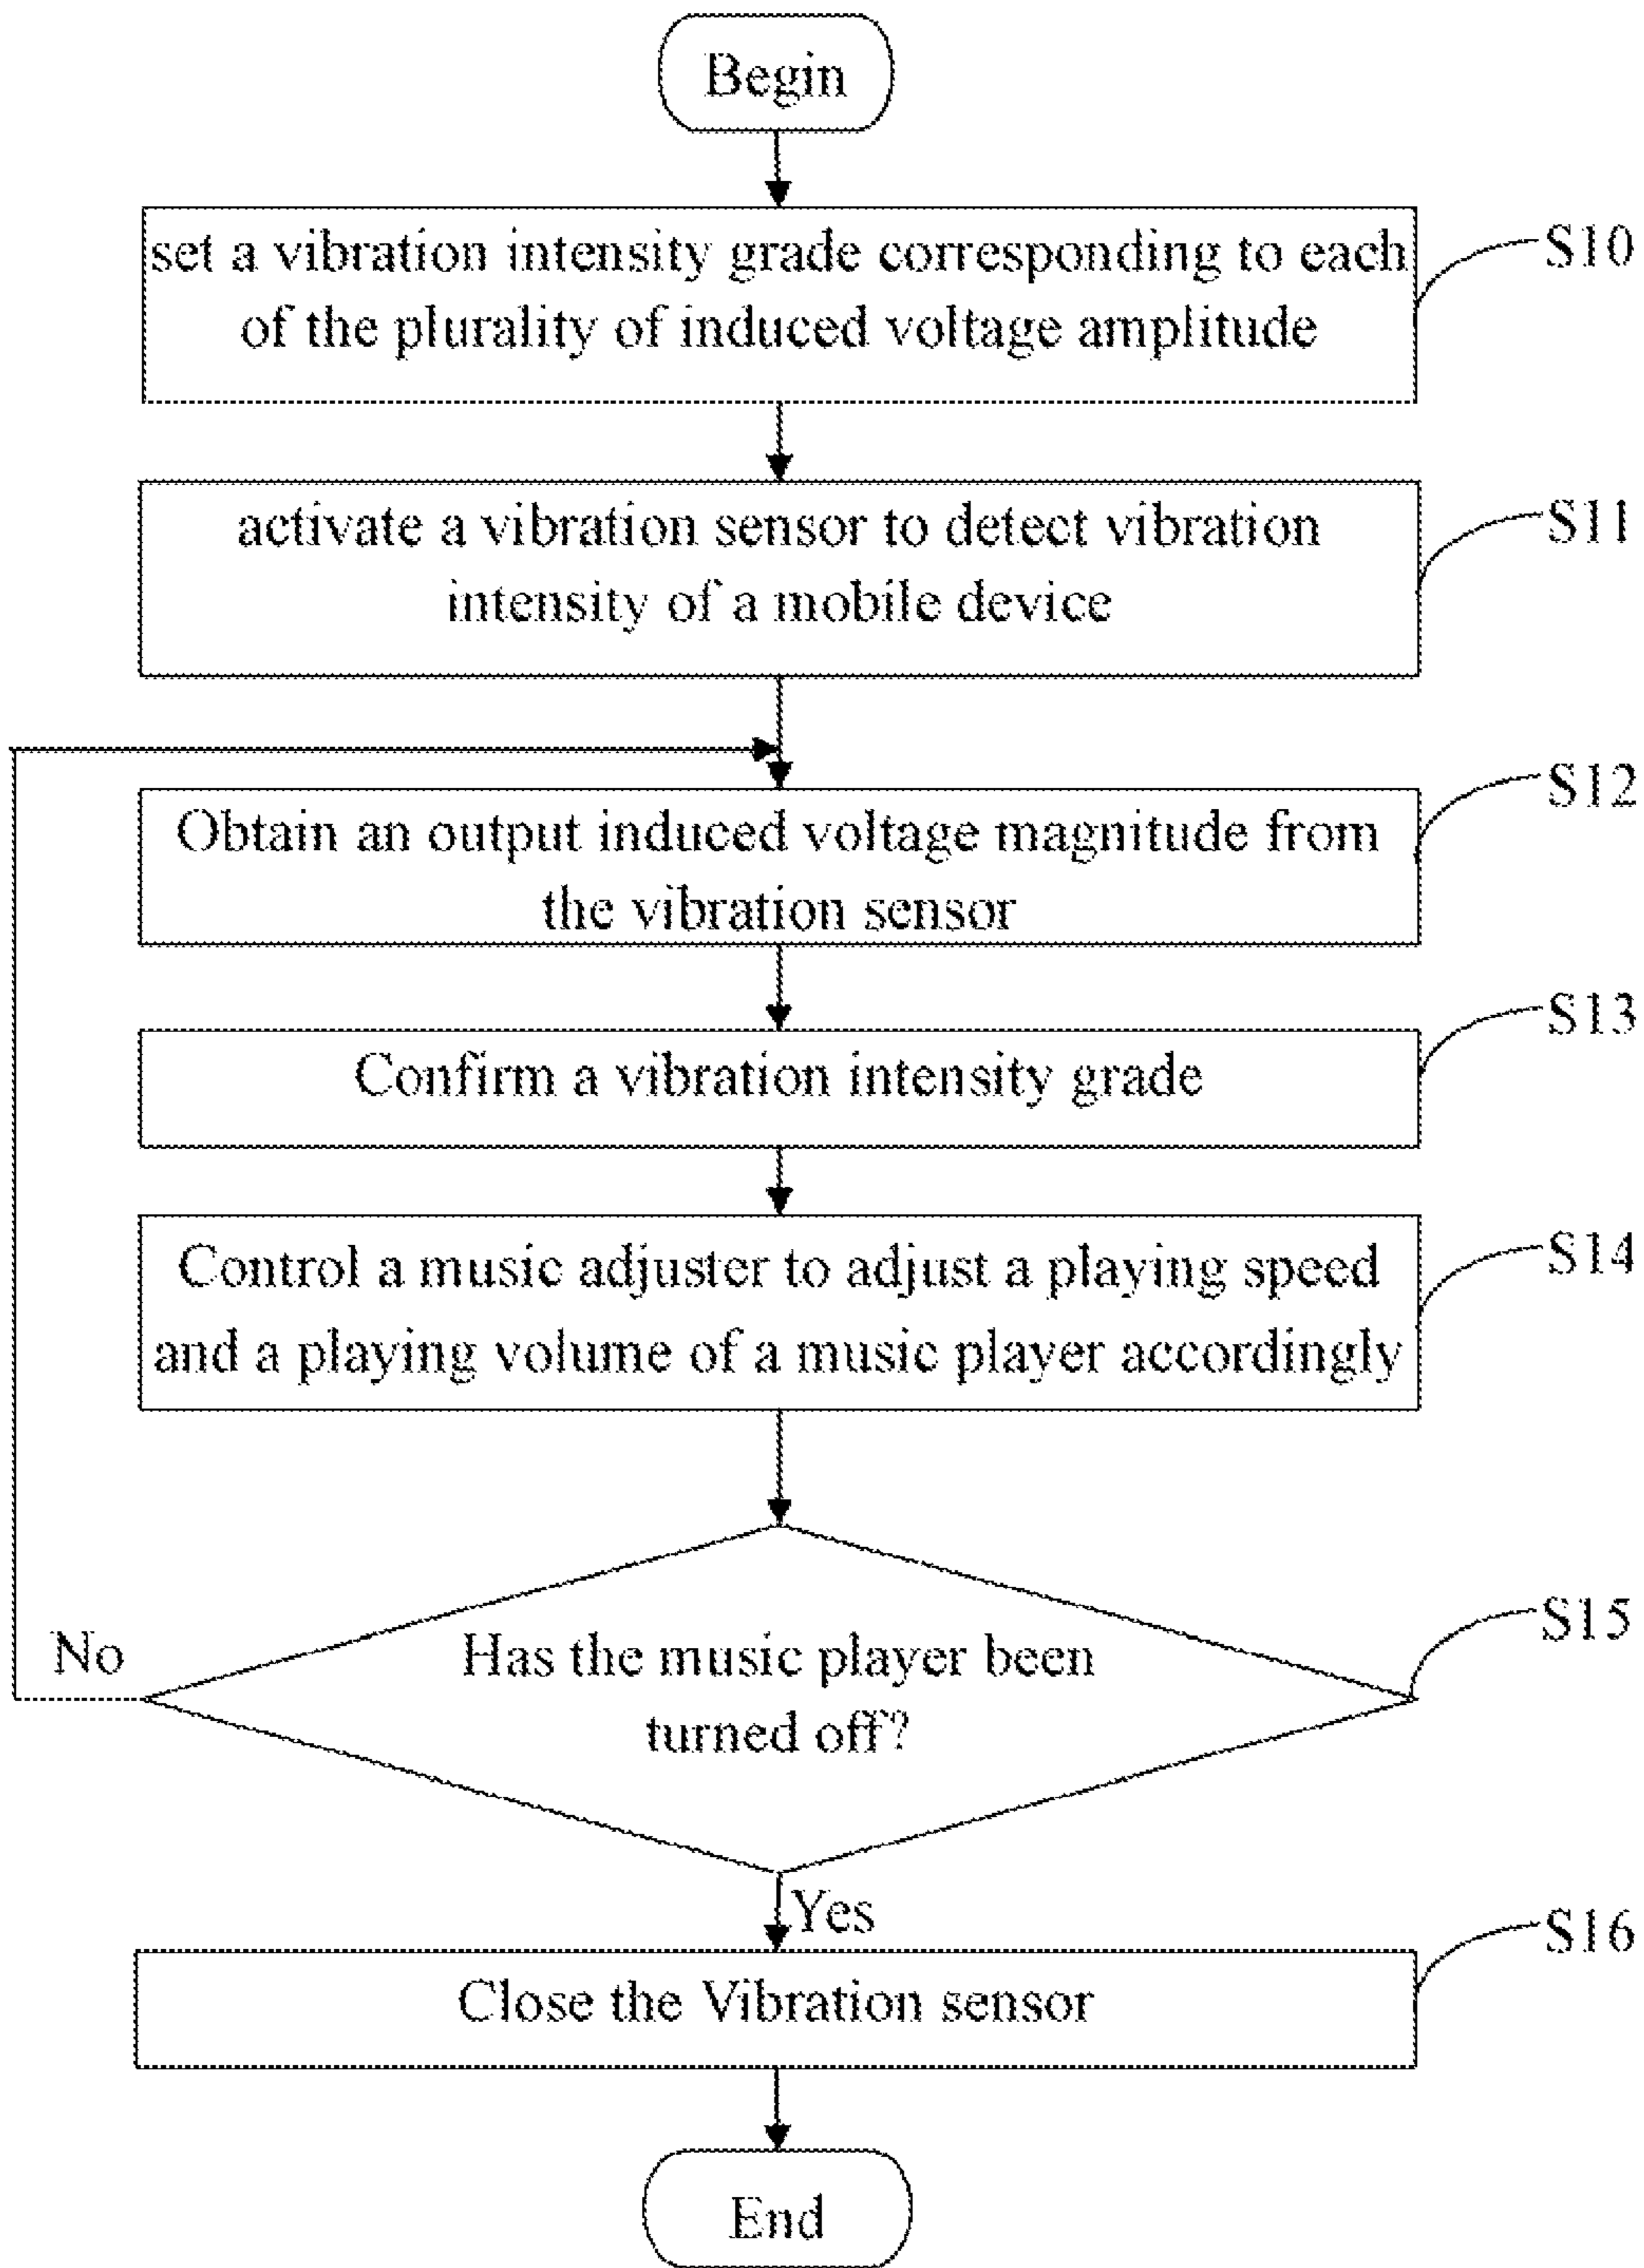 Begin
set a vibration intensity grade corresponding to each
of the plurality of induced voltage amplitude
S10
activate a vibration sensor to detect vibration
intensity of a mobile device
S11
Obtain an output induced voltage magnitude from
the vibration sensor
S12
Confirm a vibration intensity grade
S13
Control a music adjuster to adjust a playing speed
and a playing volume of a music player accordingly
S14
Has the music player been
turned off?
S15
No
Yes
Close the Vibration sensor
S16
End